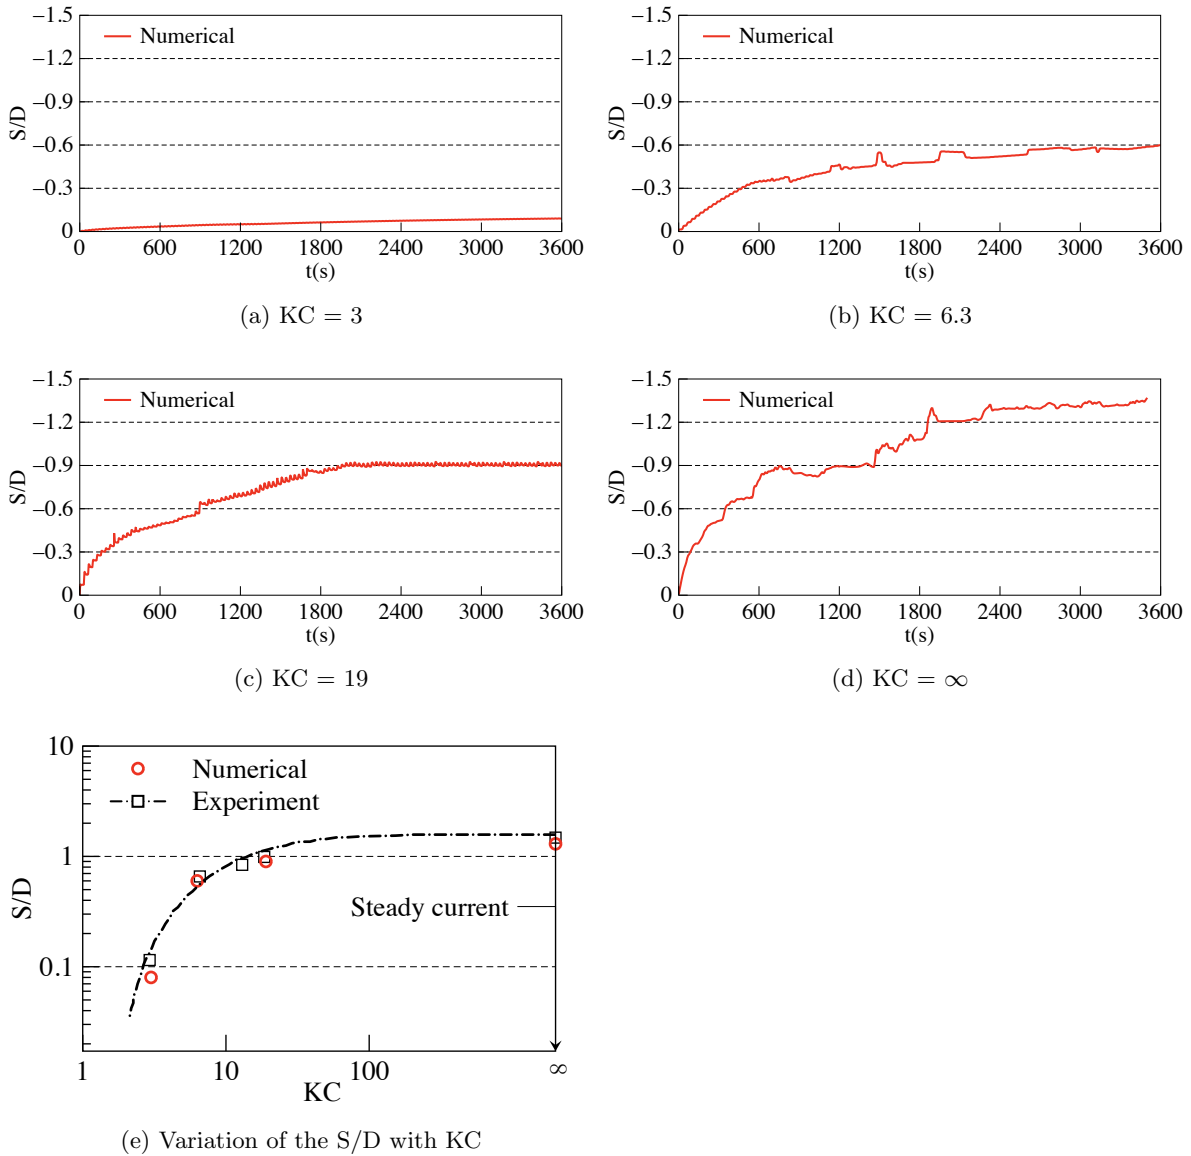 −1.5
−1.2
−0.9
−0.6
−0.3
0
S/D
Numerical
0 600 1200 1800 2400 3000 3600
t(s)
(a) KC = 3
−1.5
−1.2
−0.9
−0.6
−0.3
0
S/D
Numerical
0 600 1200 1800 2400 3000 3600
t(s)
(b) KC = 6.3
−1.5
−1.2
−0.9
−0.6
−0.3
0
S/D
Numerical
0 600 1200 1800 2400 3000 3600
t(s)
(c) KC = 19
−1.5
−1.2
−0.9
−0.6
−0.3
0
S/D
Numerical
0 600 1200 1800 2400 3000 3600
t(s)
(d) KC = ∞
10
1
0.1
S/D
Numerical
Experiment
Steady current
1 10 100 ∞
KC
(e) Variation of the S/D with KC